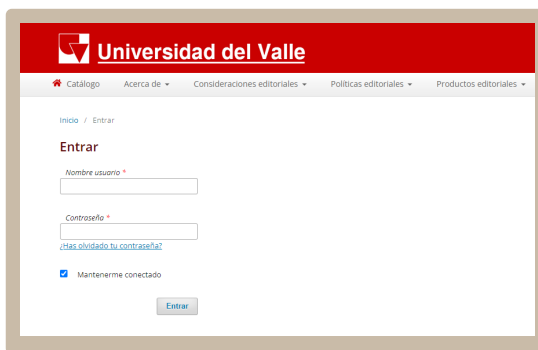 Universidad del Valle
Catálogo Acerca de Consideraciones editoriales Políticas editoriales Productos editoriales
Inicio / Entrar
Entrar
Nombre usuario *
Contraseña *
¿Has olvidado tu contraseña?
Mantenerme conectado
Entrar